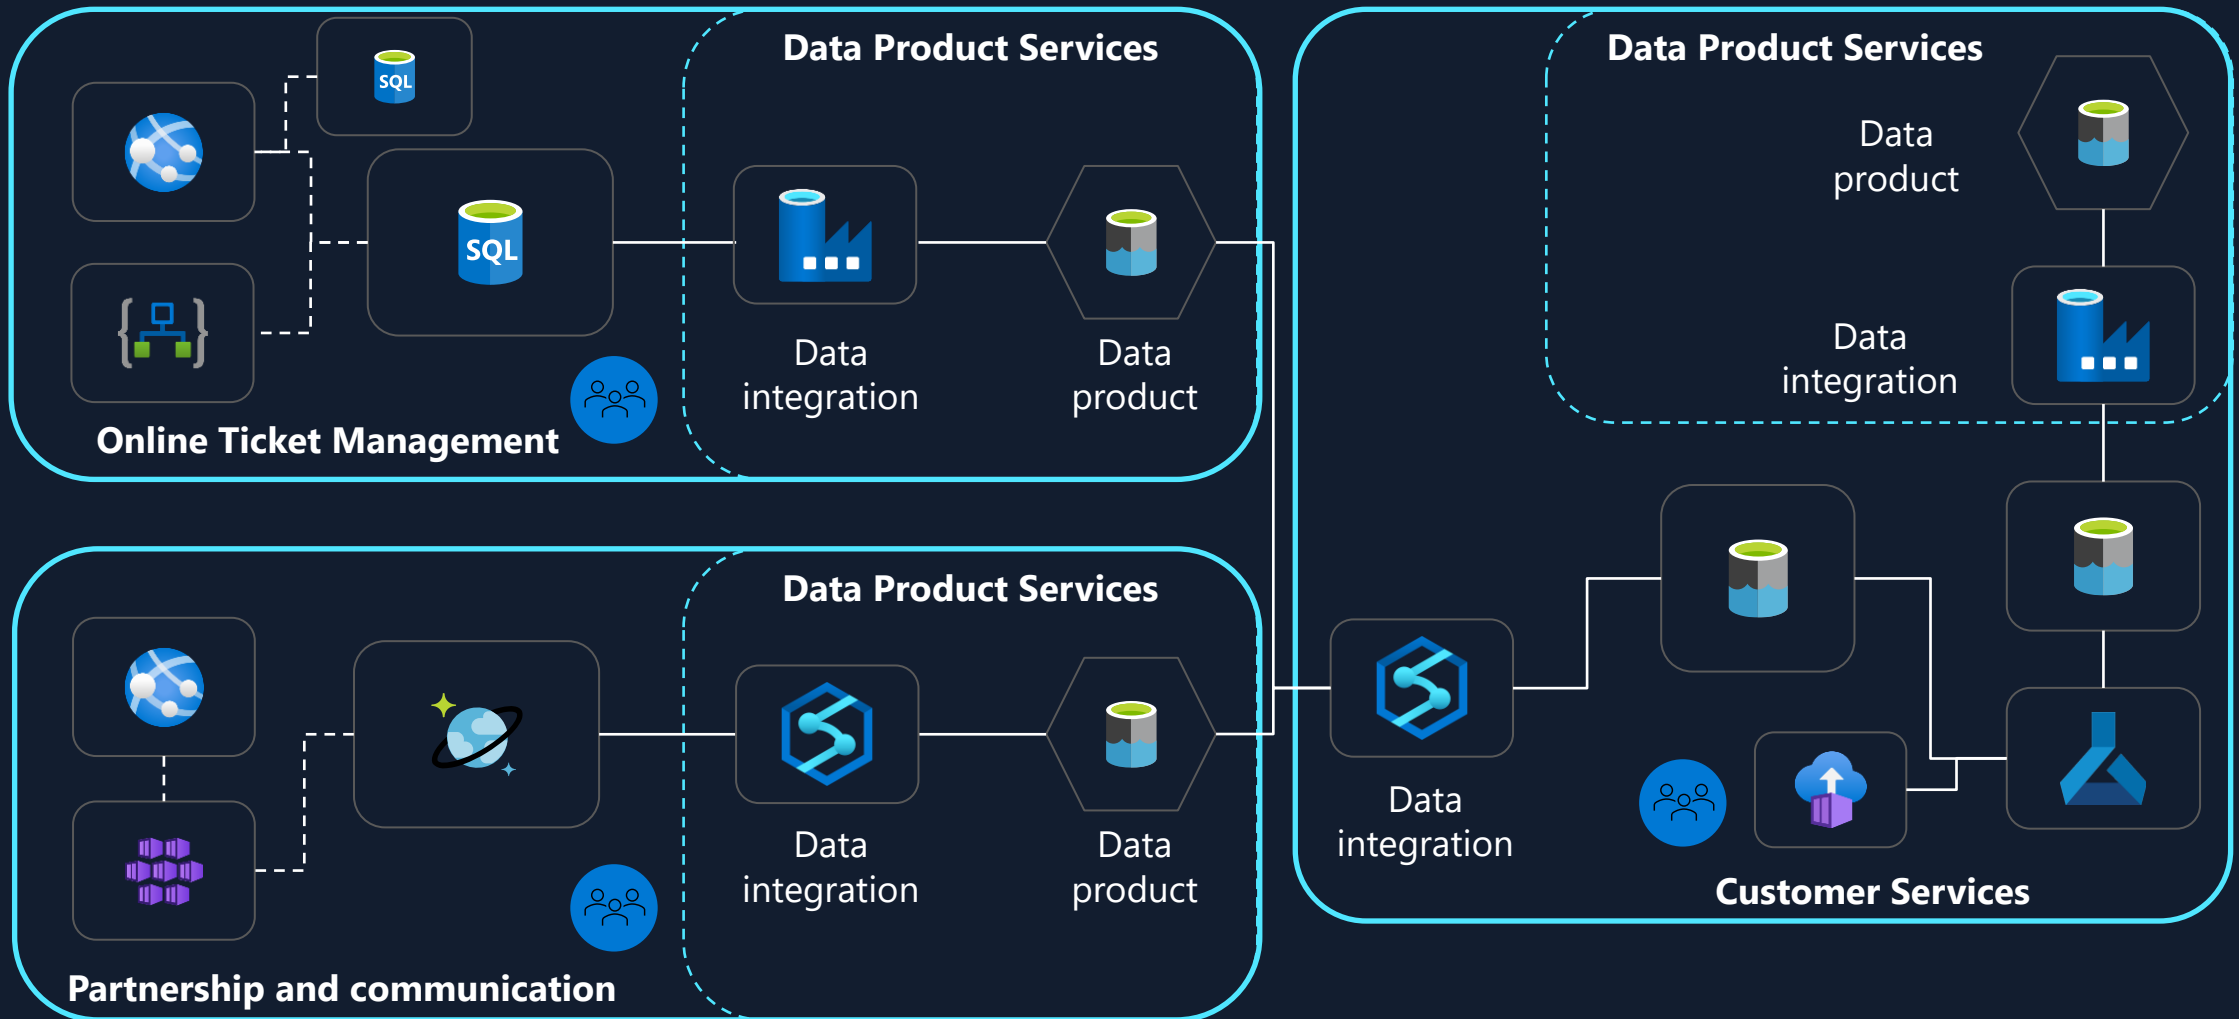 SQL
Data Product Services
SQL
Data
integration
Data
product
Online Ticket Management
Data Product Services
Data
integration
Data
product
Partnership and communication
Data Product Services
Data
product
Data
integration
Data
integration
Customer Services